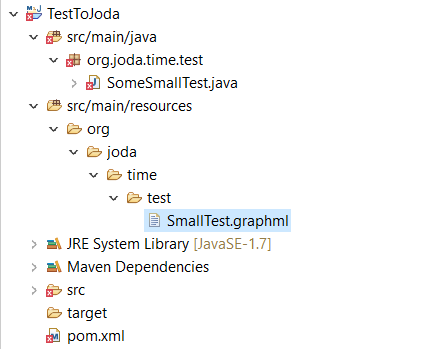 TestToJoda
src/main/java
org.joda.time.test
SomeSmallTest.java
src/main/resources
org
joda
time
test
SmallTest.graphml
JRE System Library [JavaSE-1.7]
Maven Dependencies
src
target
pom.xml